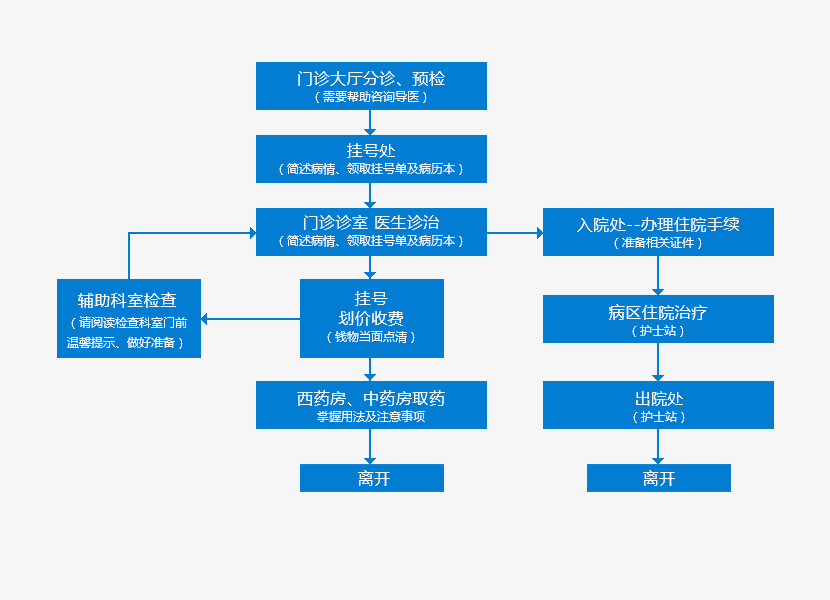 门诊大厅分诊、预检
（需要帮助咨询导医）
挂号处
（简述病情、领取挂号单及病历本）
门诊诊室 医生诊治
（简述病情、领取挂号单及病历本）
入院处--办理住院手续
（准备相关证件）
辅助科室检查
（请阅读检查科室门前
温馨提示、做好准备）
挂号
划价收费
（钱物当面点清）
病区住院治疗
（护士站）
西药房、中药房取药
掌握用法及注意事项
出院处
（护士站）
离开
离开